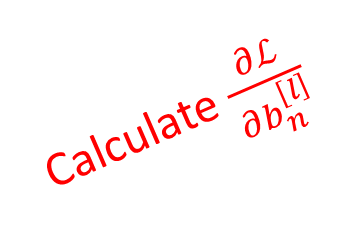 Calculate ∂ℒ/∂b_n^[l]